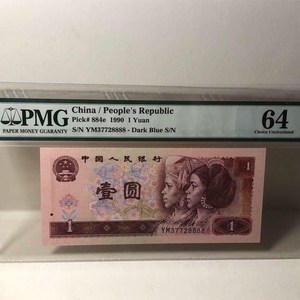 PMG
PAPER MONEY GUARANTY
China / People's Republic
Pick# 884e 1990 1 Yuan
S/N YM37728888 - Dark Blue S/N
64
Choice Uncirculated
中国人民银行
1
壹圆
1
YM37728888
1